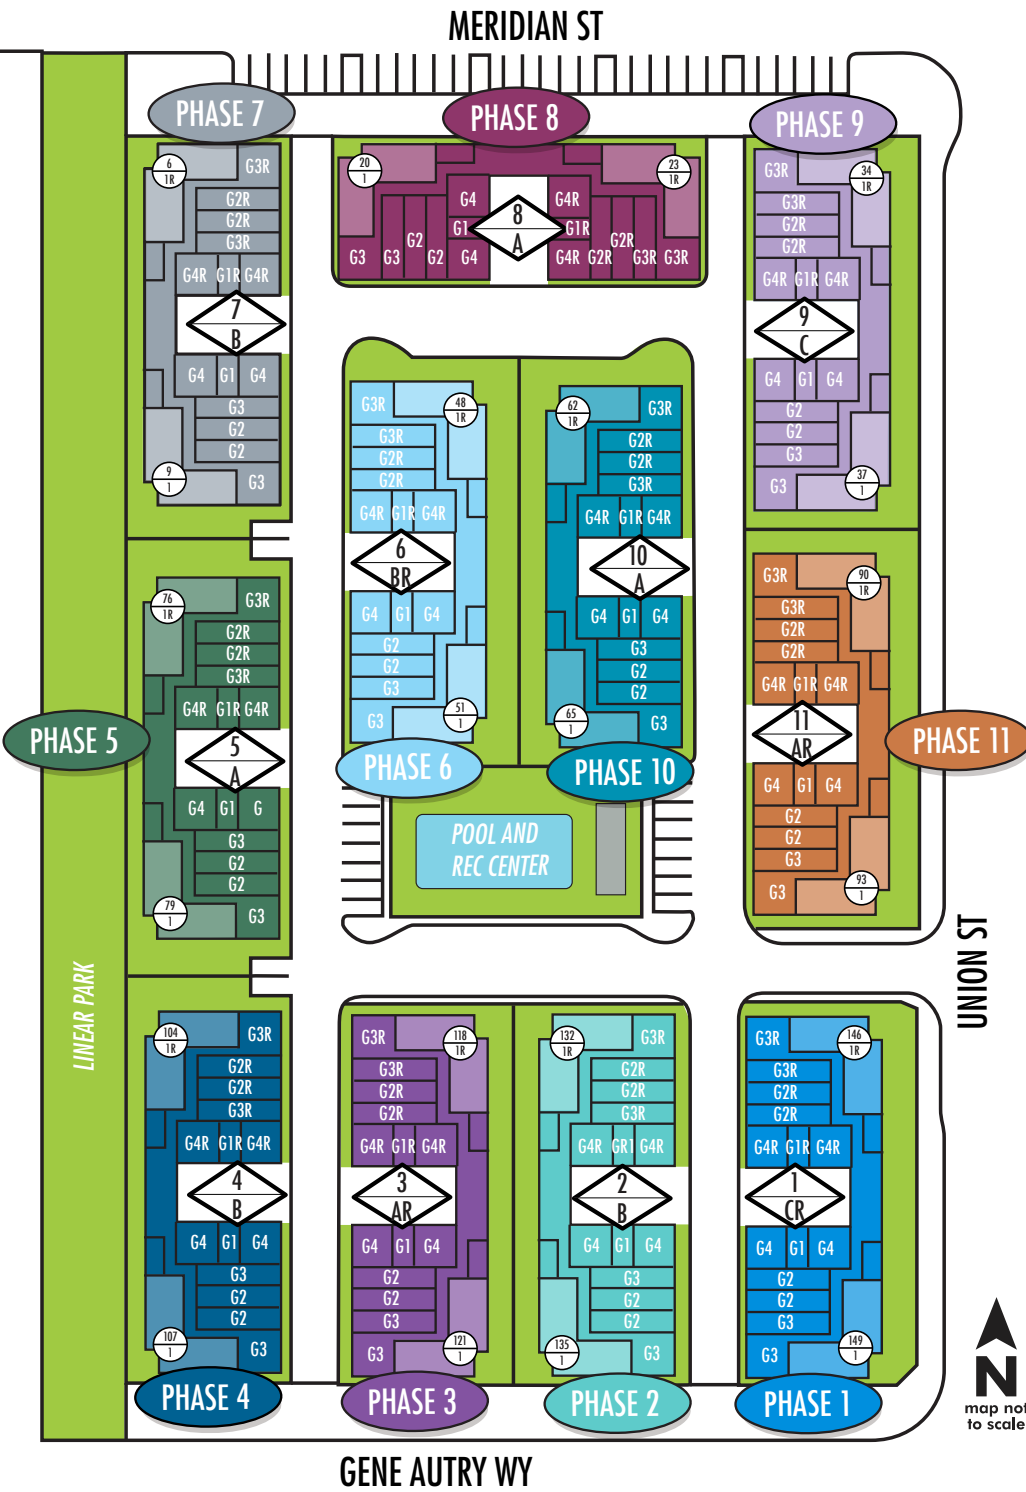 MERIDIAN ST
PHASE 7
PHASE 8
PHASE 9
6
1R
G3R
G2R
G2R
G3R
G4R G1R G4R
7
B
G4 G1 G4
G3
G2
G2
9
1
G3
20
1
23
1R
G4
G1
G4
G3 G3 G2 G2
8
A
G4R
G1R
G4R G2R G2R G3R G3R
G3R
34
1R
G3R
G2R
G2R
G4R G1R G4R
9
C
G4 G1 G4
G2
G2
G3
G3
37
1
G3R
48
1R
G3R
G2R
G2R
G4R G1R G4R
6
BR
G4 G1 G4
G2
G2
G3
G3
51
1
PHASE 6
62
1R
G3R
G2R
G2R
G3R
G4R G1R G4R
10
A
G4 G1 G4
G3
G2
G2
65
1
G3
PHASE 10
76
1R
G3R
G2R
G2R
G3R
G4R G1R G4R
5
A
PHASE 5
G4 G1 G
G3
G2
G2
79
1
G3
G3R
90
1R
G3R
G2R
G2R
G4R G1R G4R
11
AR
PHASE 11
G4 G1 G4
G2
G2
G3
G3
93
1
POOL AND
REC CENTER
LINEAR PARK
UNION ST
104
1R
G3R
G2R
G2R
G3R
G4R G1R G4R
4
B
G4 G1 G4
G3
G2
G2
107
1
G3
PHASE 4
G3R
118
1R
G3R
G2R
G2R
G4R G1R G4R
3
AR
G4 G1 G4
G2
G2
G3
G3
121
1
PHASE 3
132
1R
G3R
G2R
G2R
G3R
G4R GR1 G4R
2
B
G4 G1 G4
G3
G2
G2
135
1
G3
PHASE 2
G3R
146
1R
G3R
G2R
G2R
G4R G1R G4R
1
CR
G4 G1 G4
G2
G2
G3
G3
149
1
PHASE 1
N
map not
to scale
GENE AUTRY WY